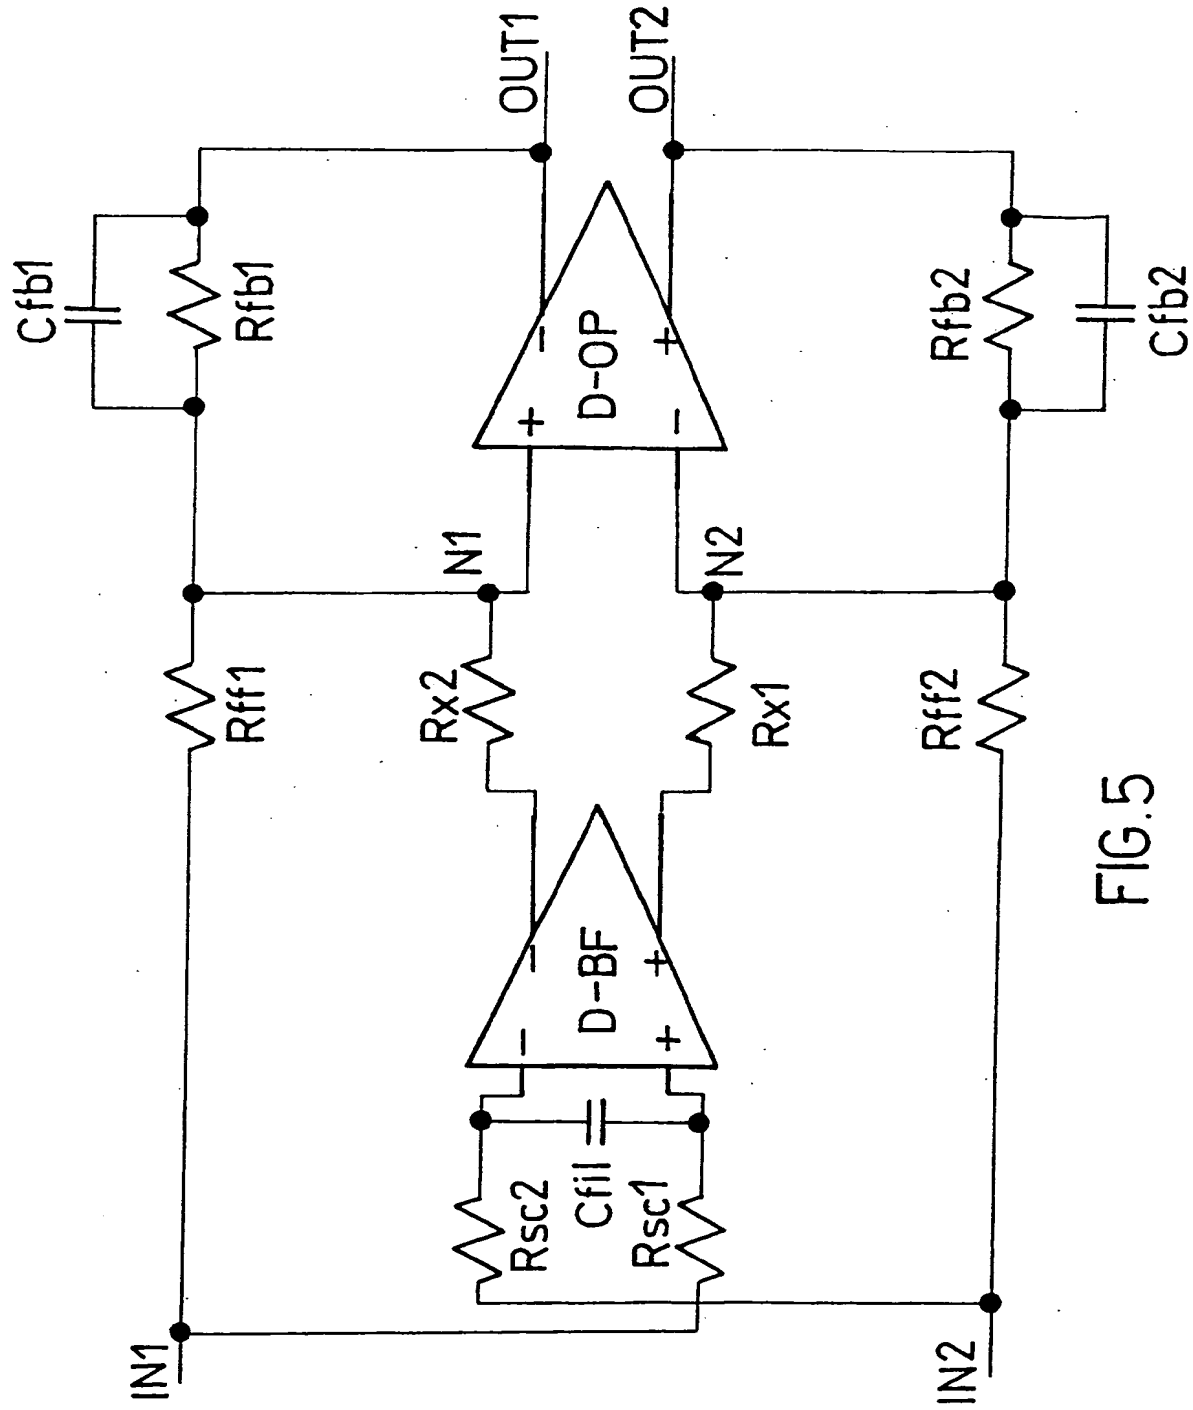 Cfb1
Rfb1
OUT1
IN1
Rff1
N1
Rx2
Rsc2
Cfil
Rsc1
-
+
D-BF
-
+
+
-
D-OP
-
+
Rx1
N2
OUT2
IN2
Rff2
Rfb2
Cfb2
FIG.5